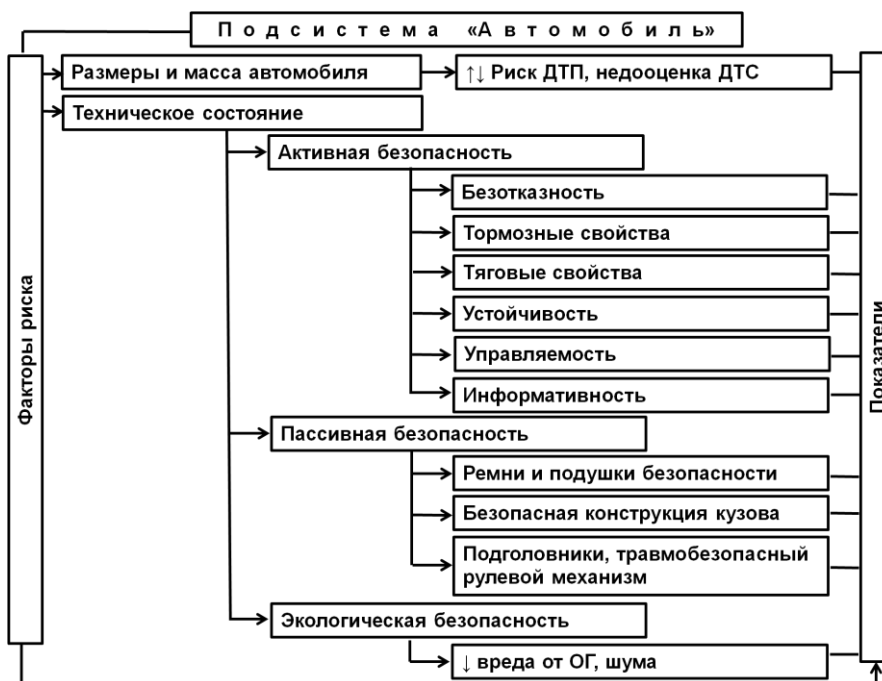 Подсистема «Автомобиль»
Факторы риска
Размеры и масса автомобиля
↑↓ Риск ДТП, недооценка ДТС
Техническое состояние
Активная безопасность
Безотказность
Тормозные свойства
Тяговые свойства
Устойчивость
Управляемость
Информативность
Пассивная безопасность
Ремни и подушки безопасности
Безопасная конструкция кузова
Подголовники, травмобезопасный
рулевой механизм
Экологическая безопасность
↓ вреда от ОГ, шума
Показатели